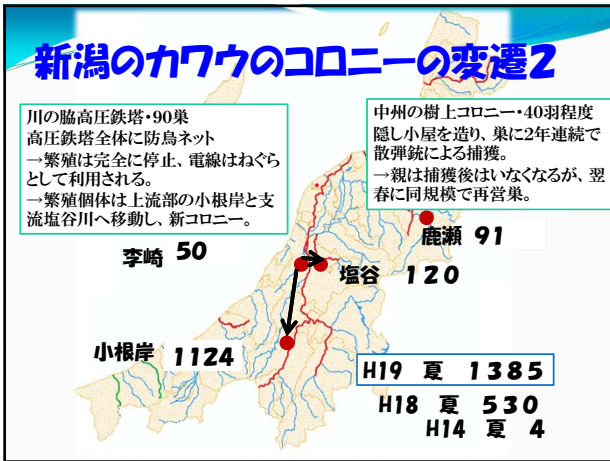 新潟のカワウのコロニーの変遷2
川の脇高圧鉄塔・90巣
高圧鉄塔全体に防鳥ネット
→繁殖は完全に停止、電線はねぐら
として利用される。
→繁殖個体は上流部の小根岸と支
流塩谷川へ移動し、新コロニー。
中州の樹上コロニー・40羽程度
隠し小屋を造り、巣に2年連続で
散弾銃による捕獲。
→親は捕獲後はいなくなるが、翌
春に同規模で再営巣。
李崎 50
鹿瀬 91
塩谷 120
小根岸 1124
H19 夏 1385
H18 夏 530
H14 夏 4